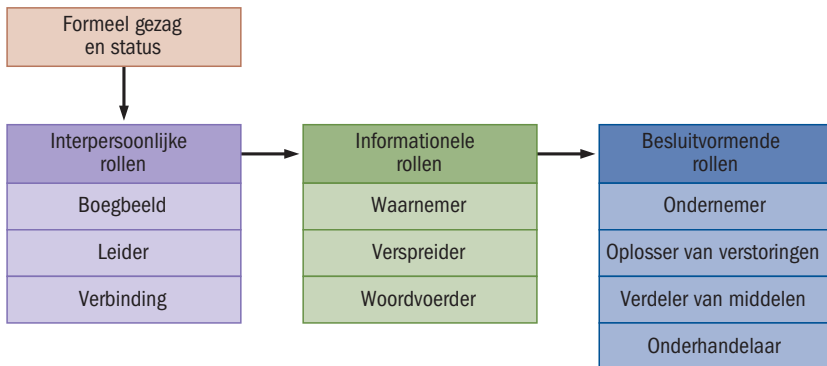 Formeel gezag
en status
Interpersoonlijke
rollen
Boegbeeld
Leider
Verbinding
Informationele
rollen
Waarnemer
Verspreider
Woordvoerder
Besluitvormende
rollen
Ondernemer
Oplosser van verstoringen
Verdeler van middelen
Onderhandelaar